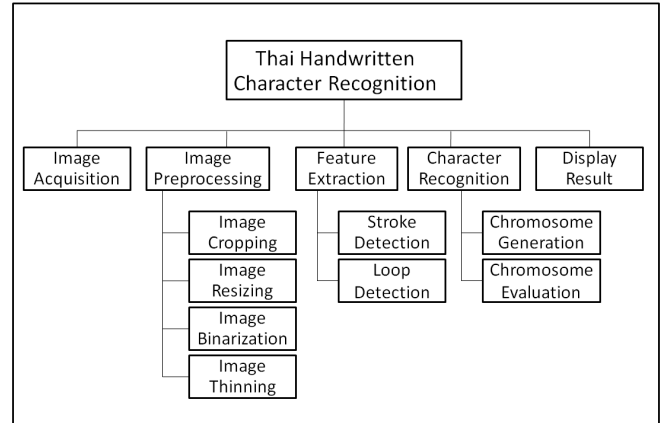 Thai Handwritten
Character Recognition
Image
Acquisition
Image
Preprocessing
Feature
Extraction
Character
Recognition
Display
Result
Image
Cropping
Image
Resizing
Image
Binarization
Image
Thinning
Stroke
Detection
Loop
Detection
Chromosome
Generation
Chromosome
Evaluation